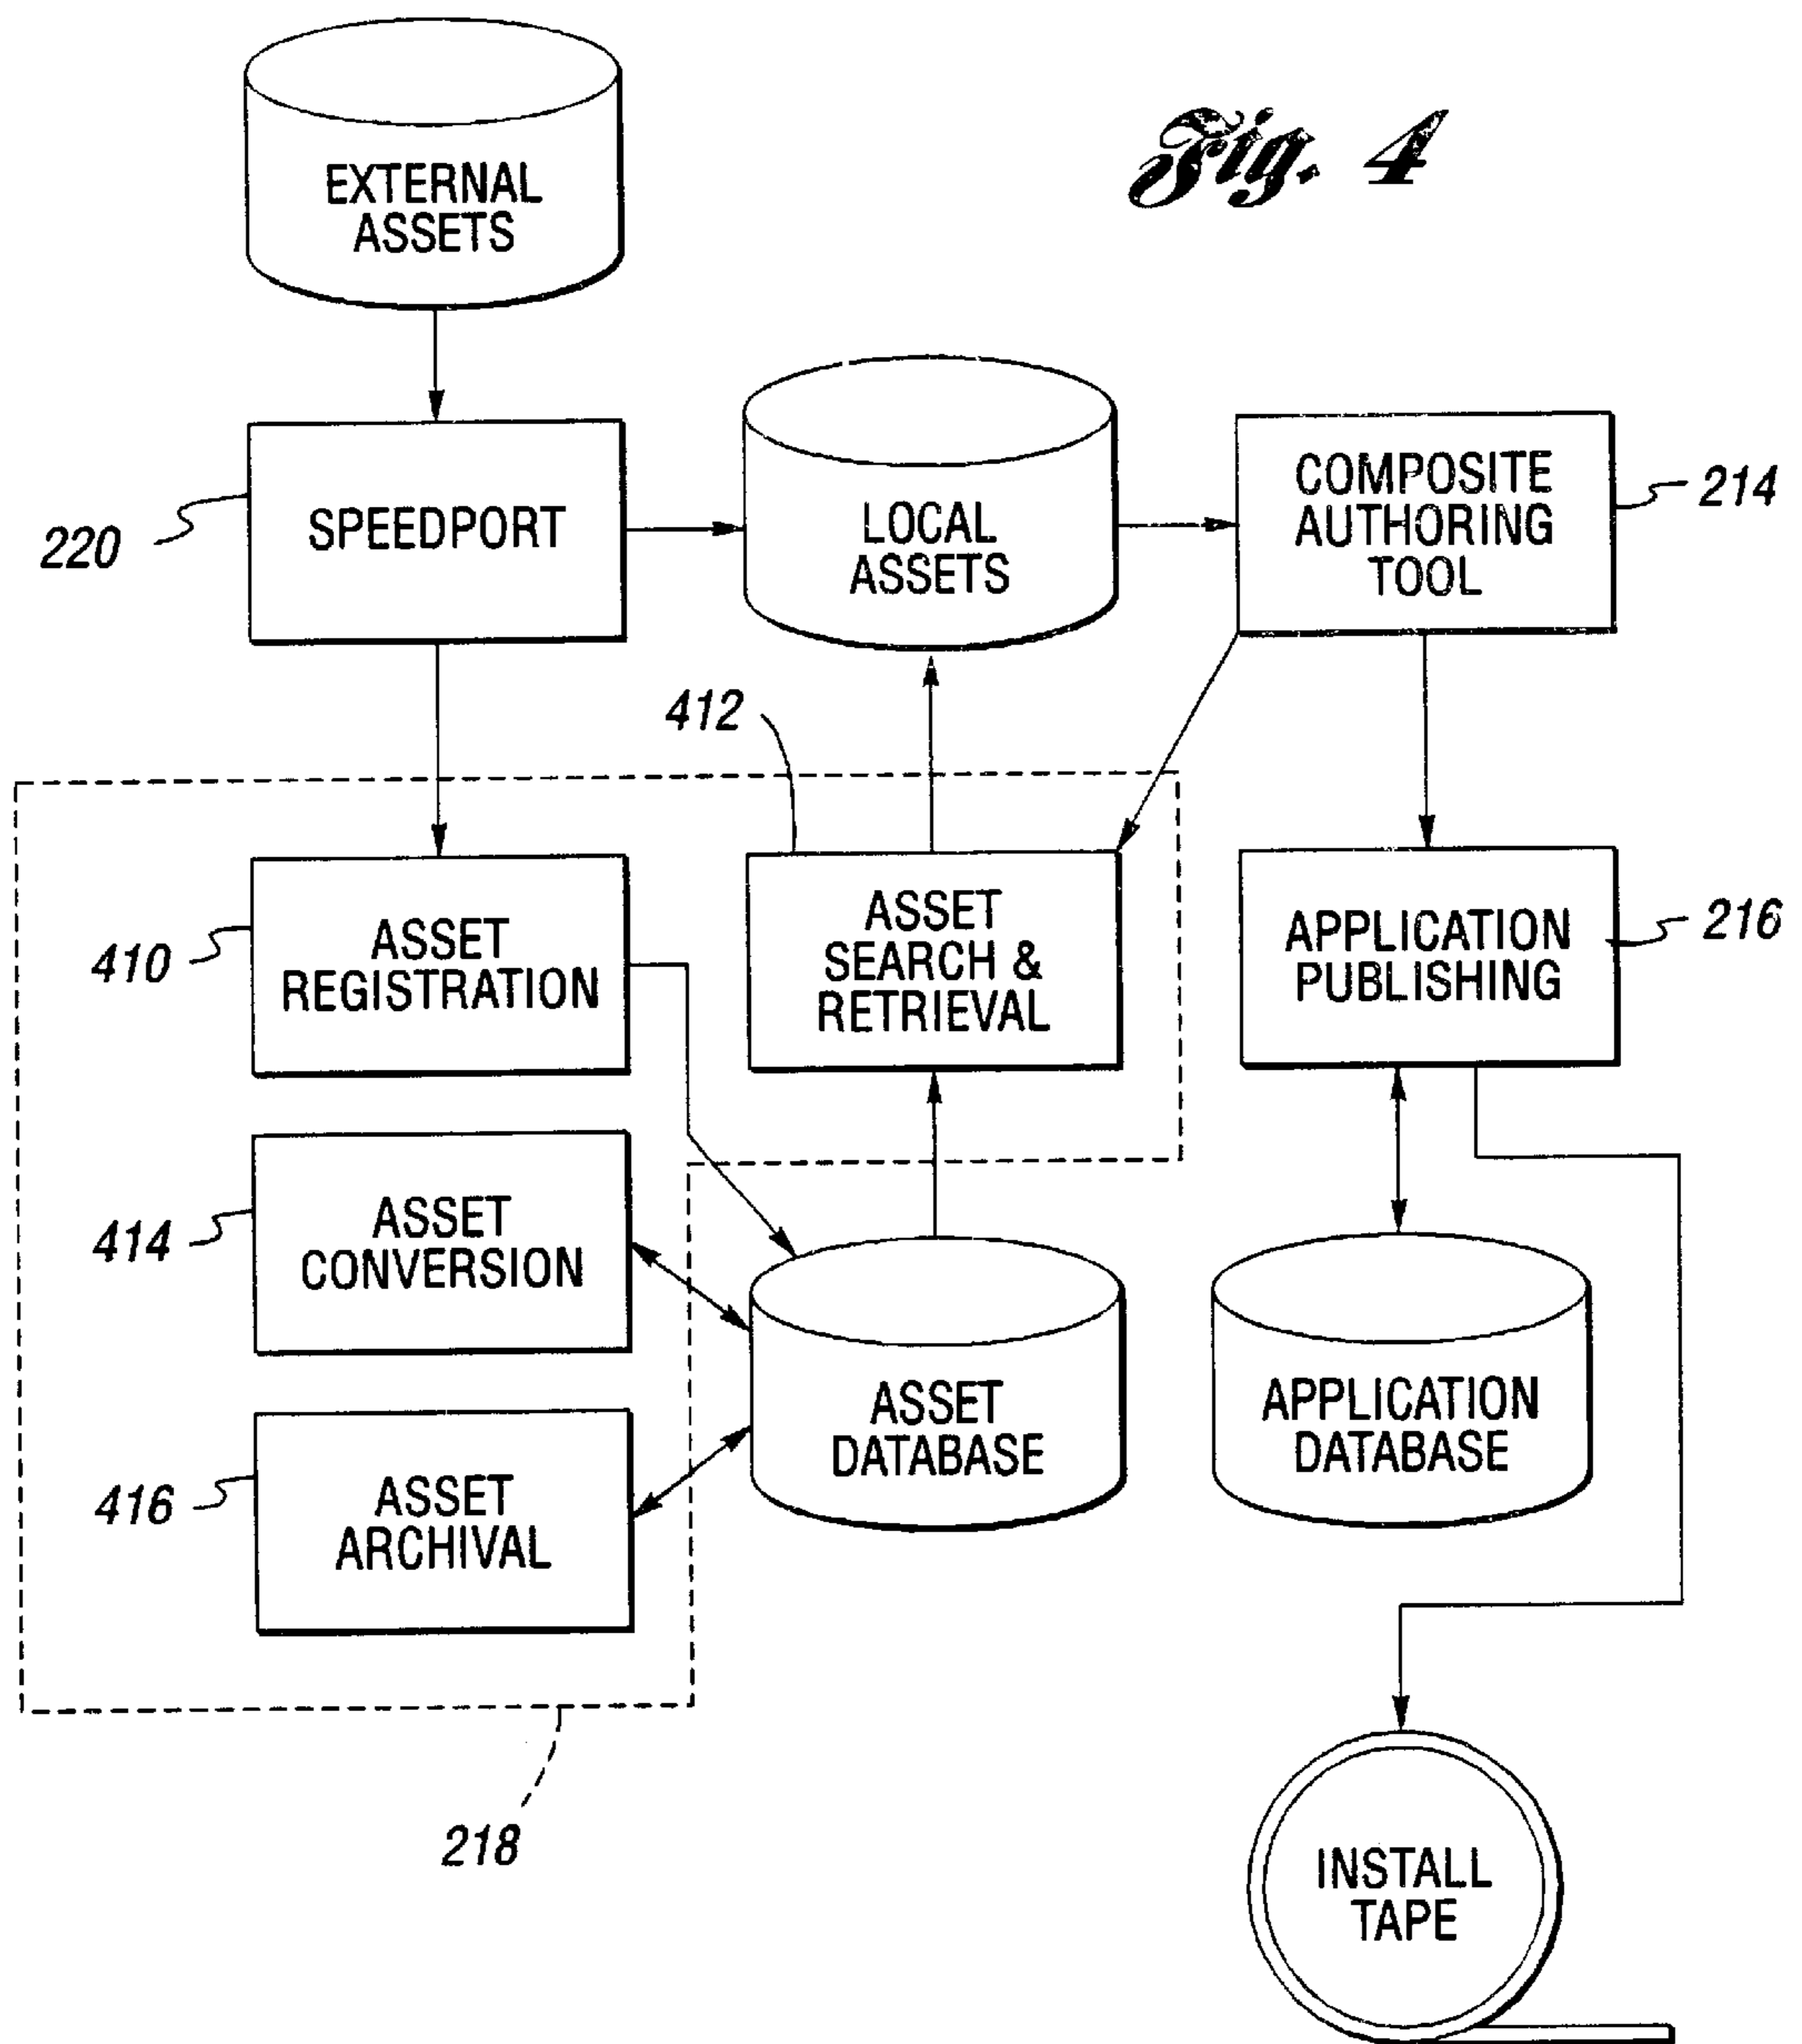 Fig. 4
EXTERNAL
ASSETS
220
SPEEDPORT
LOCAL
ASSETS
COMPOSITE
AUTHORING
TOOL
214
412
410
ASSET
REGISTRATION
ASSET
SEARCH &
RETRIEVAL
APPLICATION
PUBLISHING
216
414
ASSET
CONVERSION
416
ASSET
ARCHIVAL
ASSET
DATABASE
APPLICATION
DATABASE
218
INSTALL
TAPE